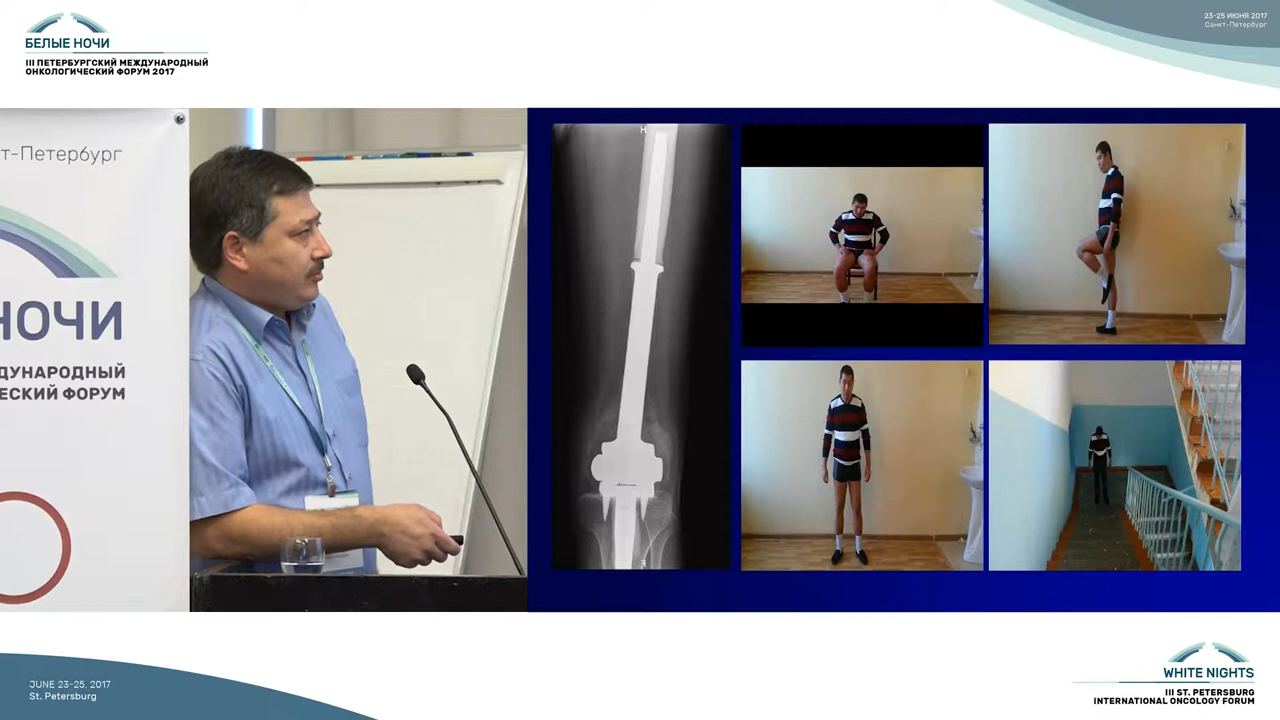 БЕЛЫЕ НОЧИ
III ПЕТЕРБУРГСКИЙ МЕЖДУНАРОДНЫЙ
ОНКОЛОГИЧЕСКИЙ ФОРУМ 2017
23-25 ИЮНЯ 2017
Санкт-Петербург
т-Петербург
НОЧИ
ДУНАРОДНЫЙ
ЕСКИЙ ФОРУМ
H
JUNE 23-25, 2017
St. Petersburg
WHITE NIGHTS
III ST. PETERSBURG
INTERNATIONAL ONCOLOGY FORUM